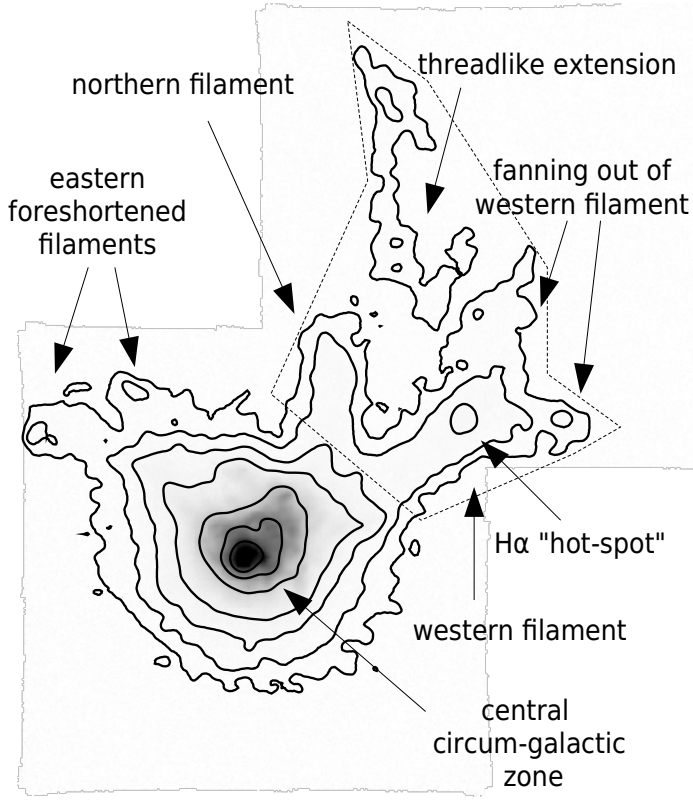 threadlike extension
northern filament
fanning out of
western filament
eastern
foreshortened
filaments
Hα "hot-spot"
western filament
central
circum-galactic
zone